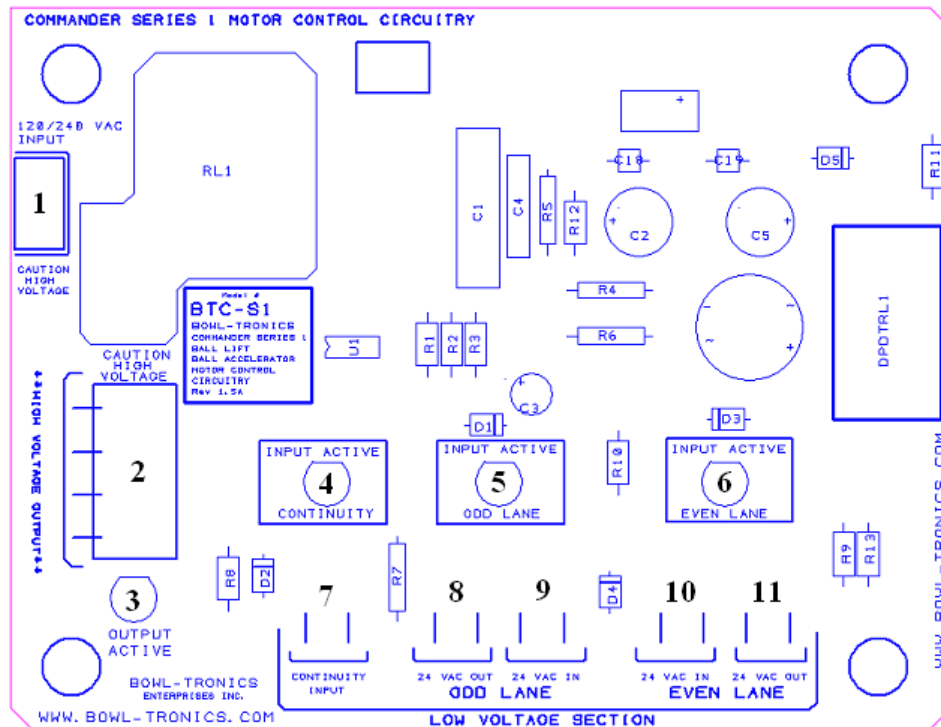 COMMANDER SERIES 1 MOTOR CONTROL CIRCUITRY
120/240 VAC
INPUT
1
CAUTION
HIGH
VOLTAGE
RL1
Model #
BTC-S1
BOWL-TRONICS
COMMANDER SERIES 1
BALL LIFT
BALL ACCELERATOR
MOTOR CONTROL
CIRCUITRY
Rev 1.5A
C1
C4
R5
R12
+
C18
C19
D5
R11
+ C2
+ C5
R4
R6
~ -
~ +
DPDTRL1
U1
R1
R2
R3
+
C3
D1
D3
CAUTION
HIGH
VOLTAGE
**HIGH VOLTAGE OUTPUT**
2
INPUT ACTIVE
4
CONTINUITY
INPUT ACTIVE
5
ODD LANE
R10
INPUT ACTIVE
6
EVEN LANE
R9
R13
3
OUTPUT
ACTIVE
R8
D2
R7
D4
7
8
9
10
11
CONTINUITY
INPUT
24 VAC OUT
24 VAC IN
ODD LANE
24 VAC IN
24 VAC OUT
EVEN LANE
LOW VOLTAGE SECTION
BOWL-TRONICS
ENTERPRISES INC.
WWW.BOWL-TRONICS.COM
WWW.BOWL-TRONICS.COM